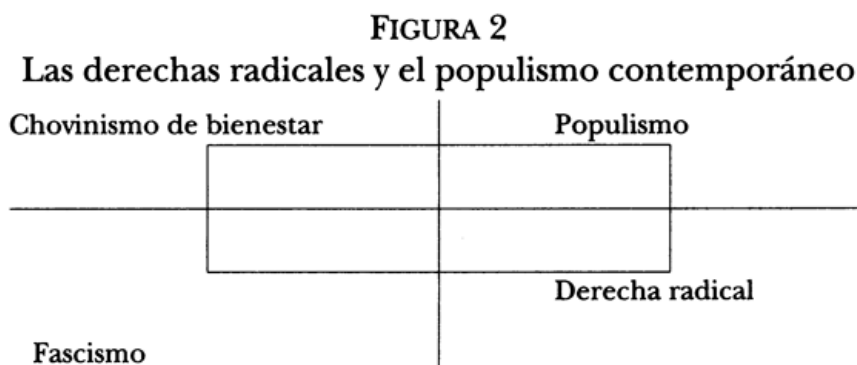 FIGURA 2
Las derechas radicales y el populismo contemporáneo
Chovinismo de bienestar
Populismo
Derecha radical
Fascismo